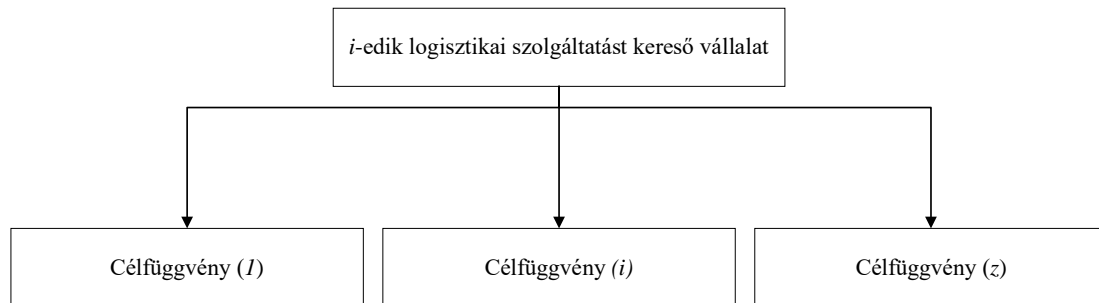 i-edik logisztikai szolgáltatást kereső vállalat
Célfüggvény (1)
Célfüggvény (i)
Célfüggvény (z)